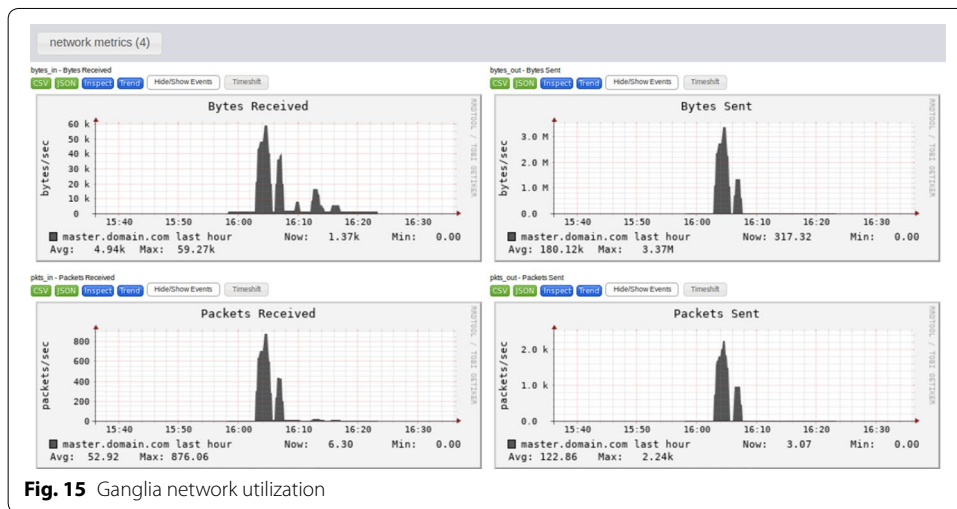 network metrics (4)
bytes_in - Bytes Received
CSV JSON Inspect Trend Hide/Show Events Timeshift
Bytes Received
bytes/sec
60 k
50 k
40 k
30 k
20 k
10 k
0
15:40 15:50 16:00 16:10 16:20 16:30
master.domain.com last hour Now: 1.37k Min: 0.00
Avg: 4.94k Max: 59.27k
RRDTOOL / TOBI OETIKER
bytes_out - Bytes Sent
CSV JSON Inspect Trend Hide/Show Events Timeshift
Bytes Sent
bytes/sec
3.0 M
2.0 M
1.0 M
0.0
15:40 15:50 16:00 16:10 16:20 16:30
master.domain.com last hour Now: 317.32 Min: 0.00
Avg: 180.12k Max: 3.37M
RRDTOOL / TOBI OETIKER
pkts_in - Packets Received
CSV JSON Inspect Trend Hide/Show Events Timeshift
Packets Received
packets/sec
800
600
400
200
0
15:40 15:50 16:00 16:10 16:20 16:30
master.domain.com last hour Now: 6.30 Min: 0.00
Avg: 52.92 Max: 876.06
RRDTOOL / TOBI OETIKER
pkts_out - Packets Sent
CSV JSON Inspect Trend Hide/Show Events Timeshift
Packets Sent
packets/sec
2.0 k
1.0 k
0.0
15:40 15:50 16:00 16:10 16:20 16:30
master.domain.com last hour Now: 3.07 Min: 0.00
Avg: 122.86 Max: 2.24k
RRDTOOL / TOBI OETIKER
Fig. 15 Ganglia network utilization